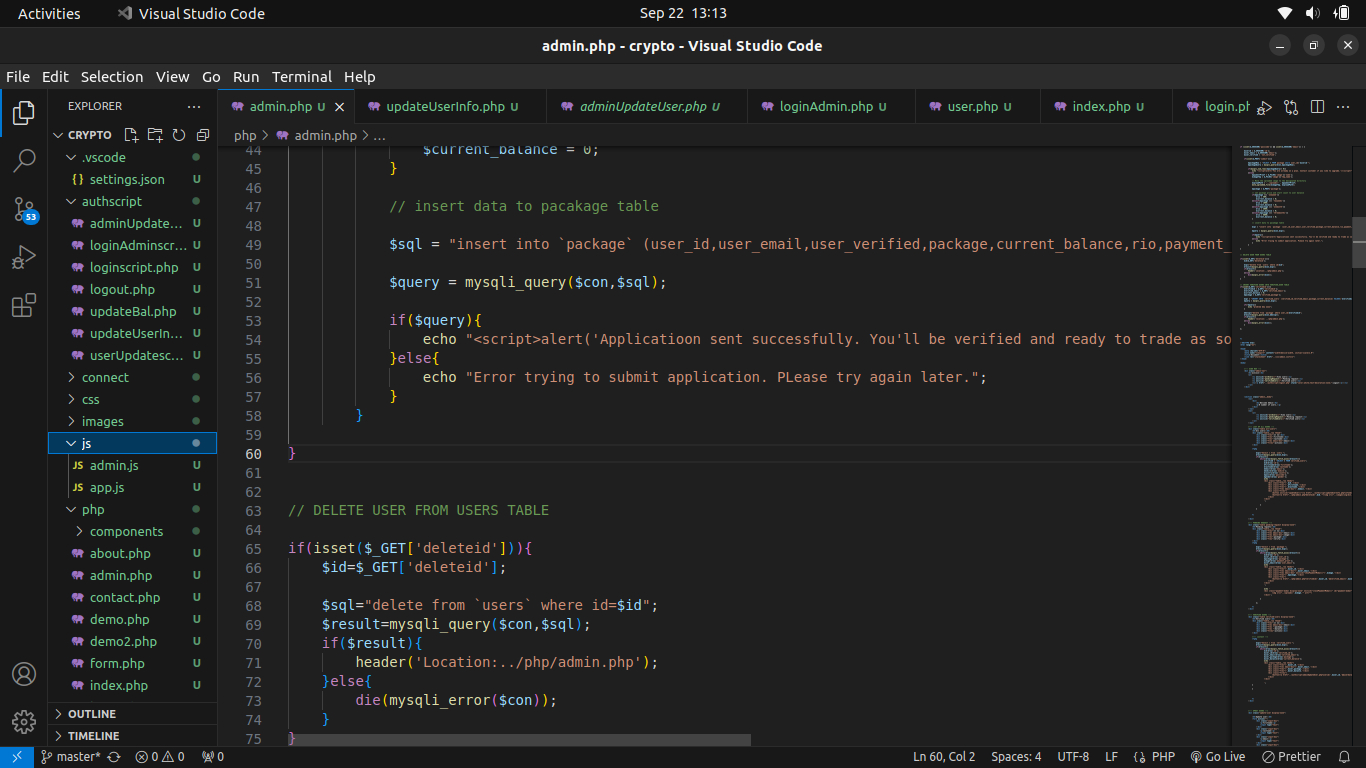 Activities
Visual Studio Code
Sep 22 13:13
admin.php - crypto - Visual Studio Code
File Edit Selection View Go Run Terminal Help
EXPLORER
CRYPTO
.vscode
settings.json U
authscript
adminUpdate... U
loginAdminscr... U
loginscript.php U
logout.php U
updateBal.php U
updateUserIn... U
userUpdatesc... U
connect
css
images
js
JS admin.js U
JS app.js U
php
components
about.php U
admin.php U
contact.php U
demo.php U
demo2.php U
form.php U
index.php U
OUTLINE
TIMELINE
53
admin.php U
updateUserInfo.php U
adminUpdateUser.php U
loginAdmin.php U
user.php U
index.php U
login.ph
php > admin.php > ...
44 $current_balance = 0;
45 }
46
47 // insert data to pacakage table
48
49 $sql = "insert into `package` (user_id,user_email,user_verified,package,current_balance,rio,payment_
50
51 $query = mysqli_query($con,$sql);
52
53 if($query){
54 echo "<script>alert('Applicatioon sent successfully. You'll be verified and ready to trade as so
55 }else{
56 echo "Error trying to submit application. PLease try again later.";
57 }
58 }
59
60 }
61
62
63 // DELETE USER FROM USERS TABLE
64
65 if(isset($_GET['deleteid'])){
66 $id=$_GET['deleteid'];
67
68 $sql="delete from `users` where id=$id";
69 $result=mysqli_query($con,$sql);
70 if($result){
71 header('Location:../php/admin.php');
72 }else{
73 die(mysqli_error($con));
74 }
75 }
master* 0 0 0
Ln 60, Col 2 Spaces: 4 UTF-8 LF PHP Go Live Prettier